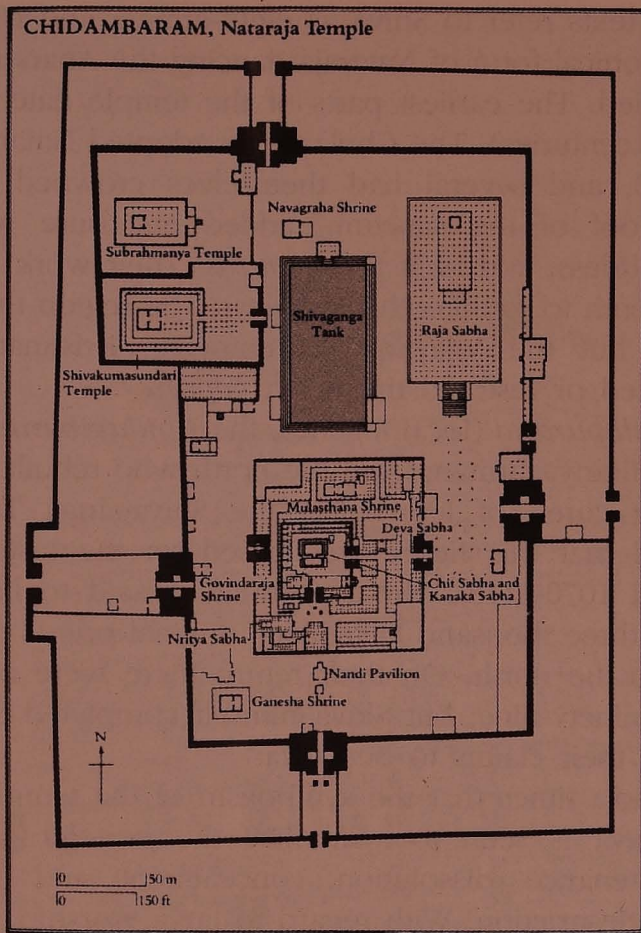 CHIDAMBARAM, Nataraja Temple
Navagraha Shrine
Subrahmanya Temple
Shivaganga
Tank
Raja Sabha
Shivakumasundari
Temple
Mulasthana Shrine
Deva Sabha
Govindaraja
Shrine
Chit Sabha and
Kanaka Sabha
Nritya Sabha
Nandi Pavilion
Ganesha Shrine
N
0 50 m
0 150 ft